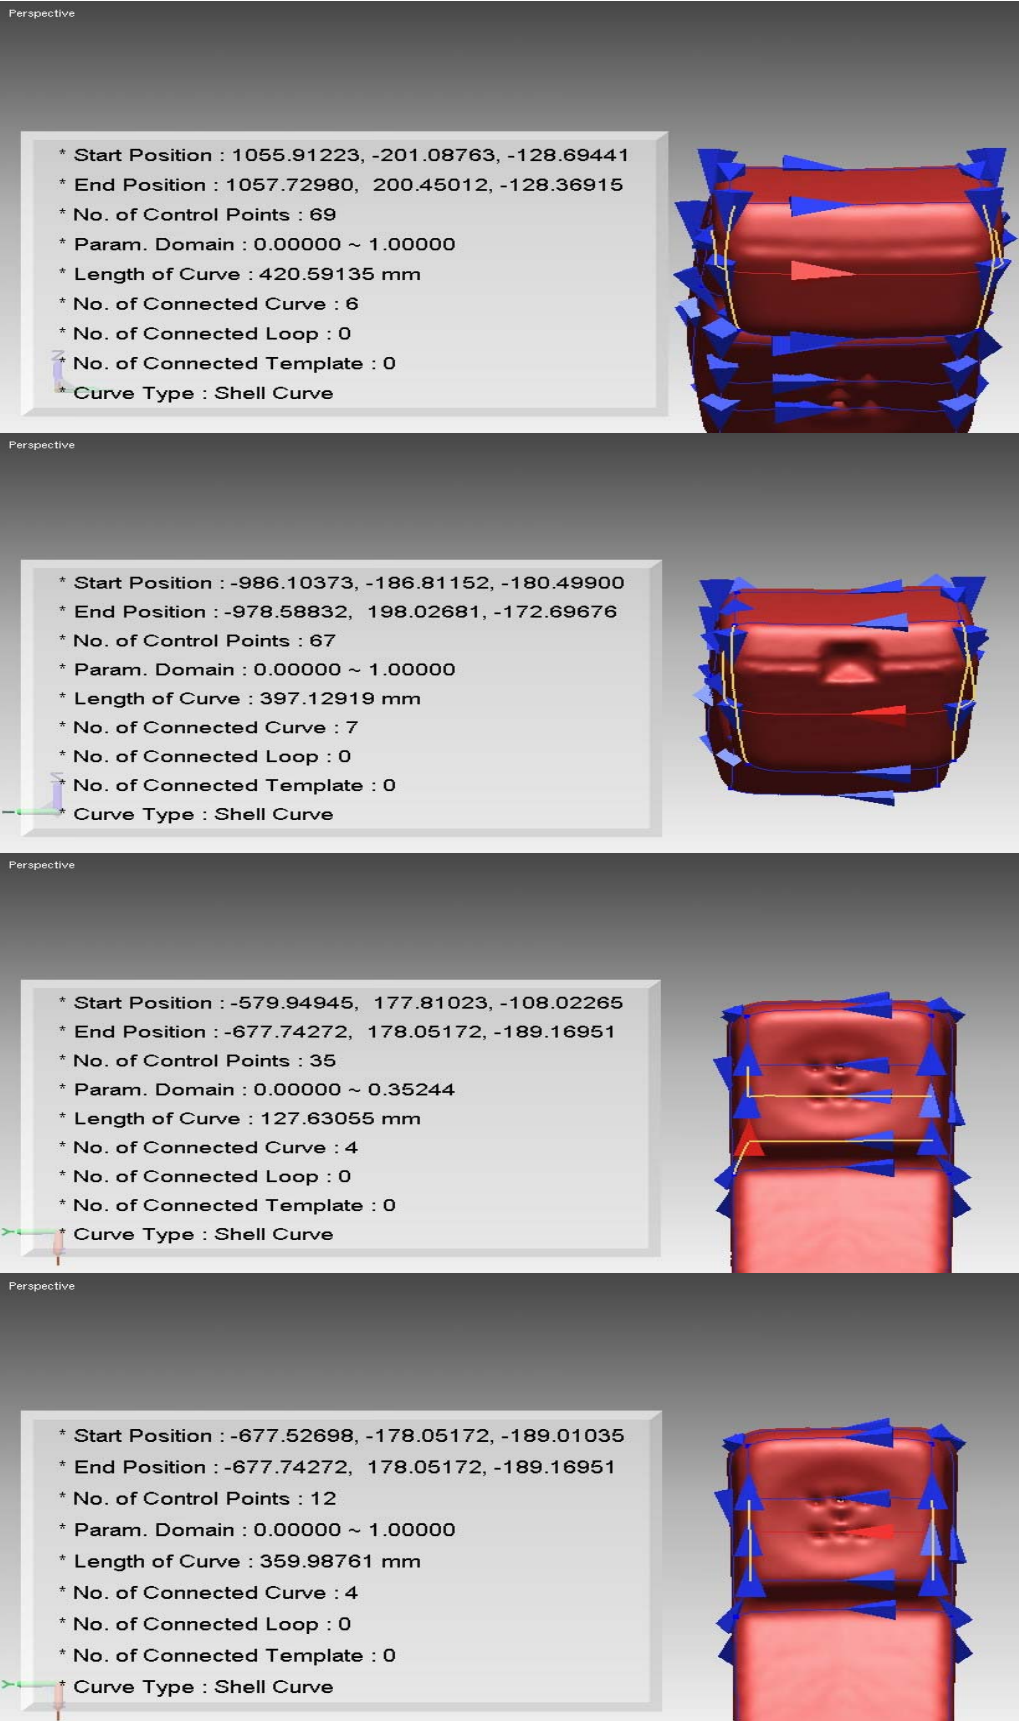 Perspective
* Start Position : 1055.91223, -201.08763, -128.69441
* End Position : 1057.72980, 200.45012, -128.36915
* No. of Control Points : 69
* Param. Domain : 0.00000 ~ 1.00000
* Length of Curve : 420.59135 mm
* No. of Connected Curve : 6
* No. of Connected Loop : 0
* No. of Connected Template : 0
* Curve Type : Shell Curve
Perspective
* Start Position : -986.10373, -186.81152, -180.49900
* End Position : -978.58832, 198.02681, -172.69676
* No. of Control Points : 67
* Param. Domain : 0.00000 ~ 1.00000
* Length of Curve : 397.12919 mm
* No. of Connected Curve : 7
* No. of Connected Loop : 0
* No. of Connected Template : 0
* Curve Type : Shell Curve
Perspective
* Start Position : -579.94945, 177.81023, -108.02265
* End Position : -677.74272, 178.05172, -189.16951
* No. of Control Points : 35
* Param. Domain : 0.00000 ~ 0.35244
* Length of Curve : 127.63055 mm
* No. of Connected Curve : 4
* No. of Connected Loop : 0
* No. of Connected Template : 0
Y
* Curve Type : Shell Curve
Perspective
* Start Position : -677.52698, -178.05172, -189.01035
* End Position : -677.74272, 178.05172, -189.16951
* No. of Control Points : 12
* Param. Domain : 0.00000 ~ 1.00000
* Length of Curve : 359.98761 mm
* No. of Connected Curve : 4
* No. of Connected Loop : 0
* No. of Connected Template : 0
Y
* Curve Type : Shell Curve